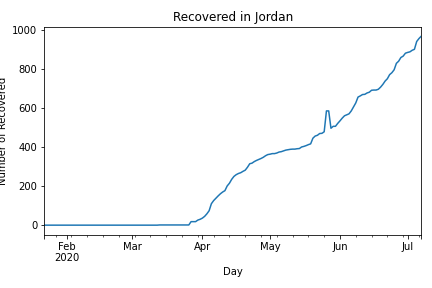 Recovered in Jordan
Number of Recovered
1000
800
600
400
200
0
Feb
2020
Mar
Apr
May
Jun
Jul
Day